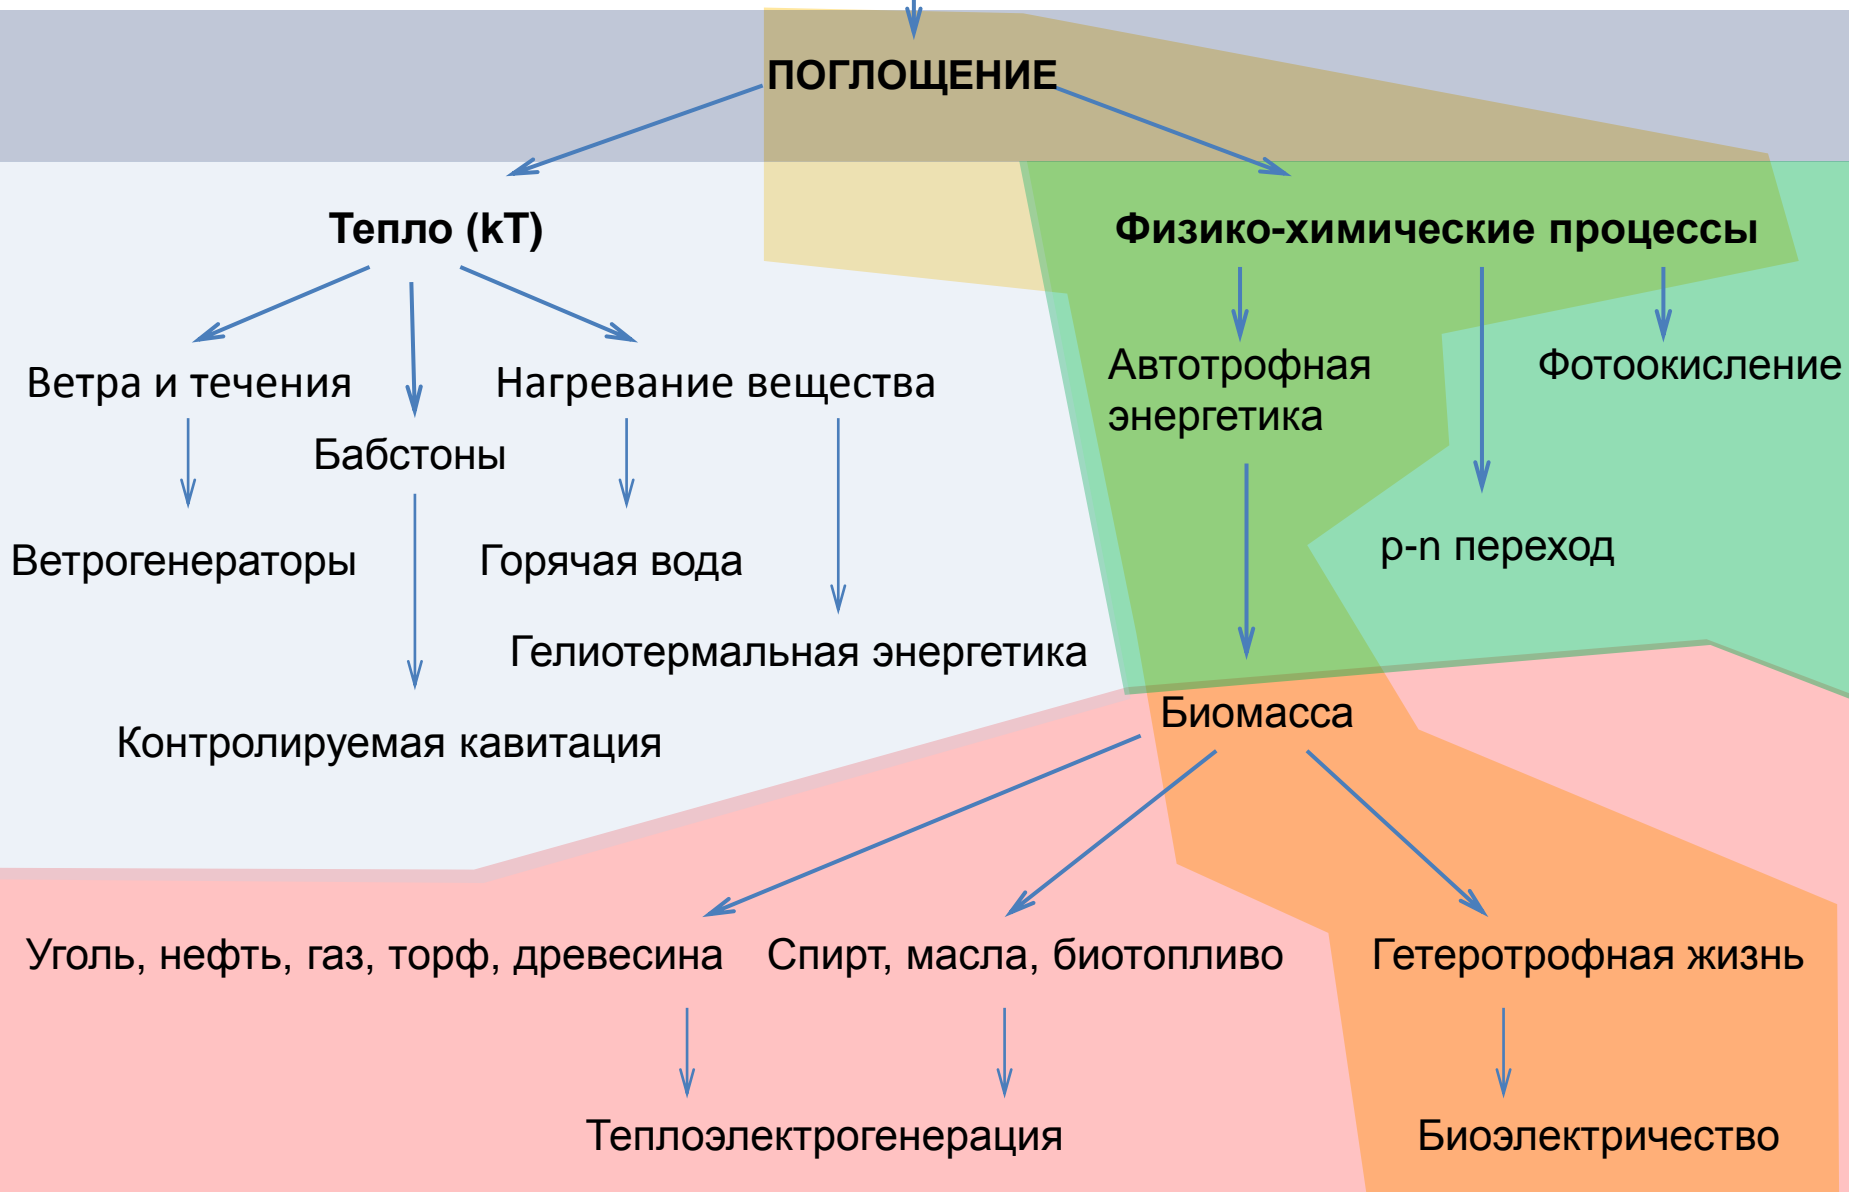 ПОГЛОЩЕНИЕ
Тепло (kT)
Физико-химические процессы
Ветра и течения
Нагревание вещества
Автотрофная
энергетика
Фотоокисление
Бабстоны
Ветрогенераторы
Горячая вода
p-n переход
Гелиотермальная энергетика
Контролируемая кавитация
Биомасса
Уголь, нефть, газ, торф, древесина
Спирт, масла, биотопливо
Гетеротрофная жизнь
Теплоэлектрогенерация
Биоэлектричество